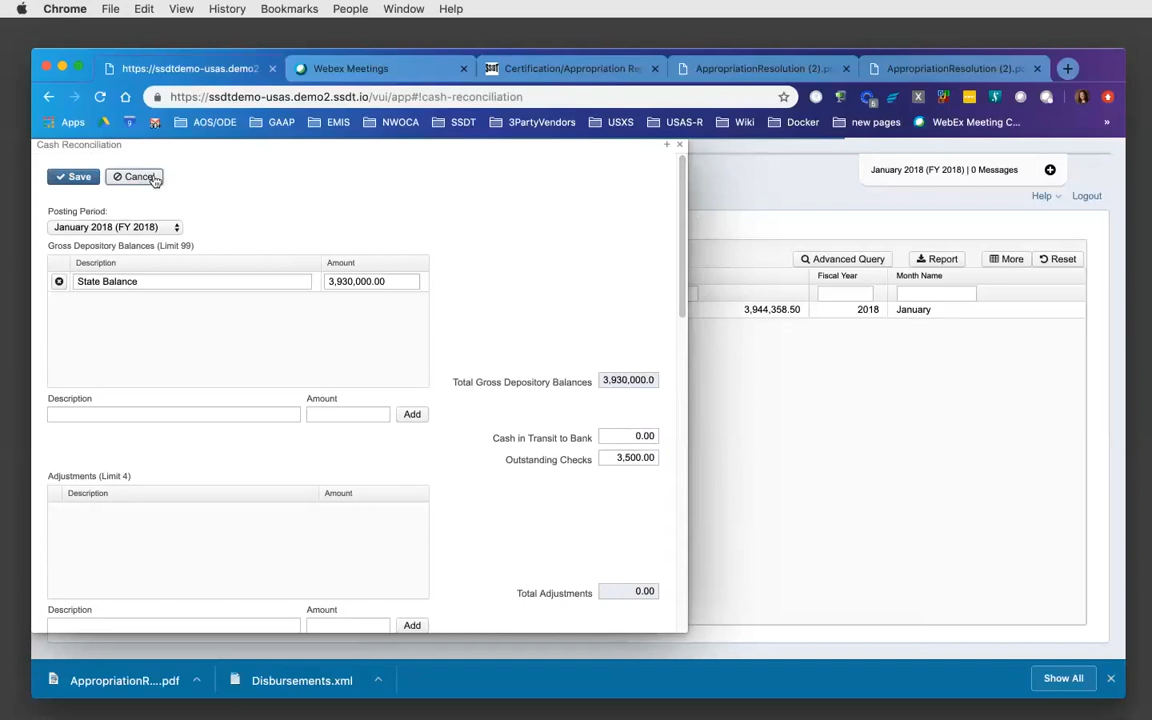 Chrome File Edit View History Bookmarks People Window Help
https://ssdtdemo-usas.demo2 Webex Meetings SSDT Certification/Appropriation Re AppropriationResolution (2).p AppropriationResolution (2).p
https://ssdtdemo-usas.demo2.ssdt.io/vui/app#!cash-reconciliation
Apps AOS/ODE GAAP EMIS NWOCA SSDT 3PartyVendors USXS USAS-R Wiki Docker new pages WebEx Meeting C... »
Cash Reconciliation
January 2018 (FY 2018) | 0 Messages
Save Cancel
Help Logout
Posting Period:
January 2018 (FY 2018)
Gross Depository Balances (Limit 99)
Description Amount
State Balance 3,930,000.00
Advanced Query Report More Reset
Fiscal Year Month Name
3,944,358.50 2018 January
Total Gross Depository Balances 3,930,000.0
Description Amount
Add
Cash in Transit to Bank 0.00
Outstanding Checks 3,500.00
Adjustments (Limit 4)
Description Amount
Total Adjustments 0.00
Description Amount
Add
AppropriationR....pdf Disbursements.xml Show All